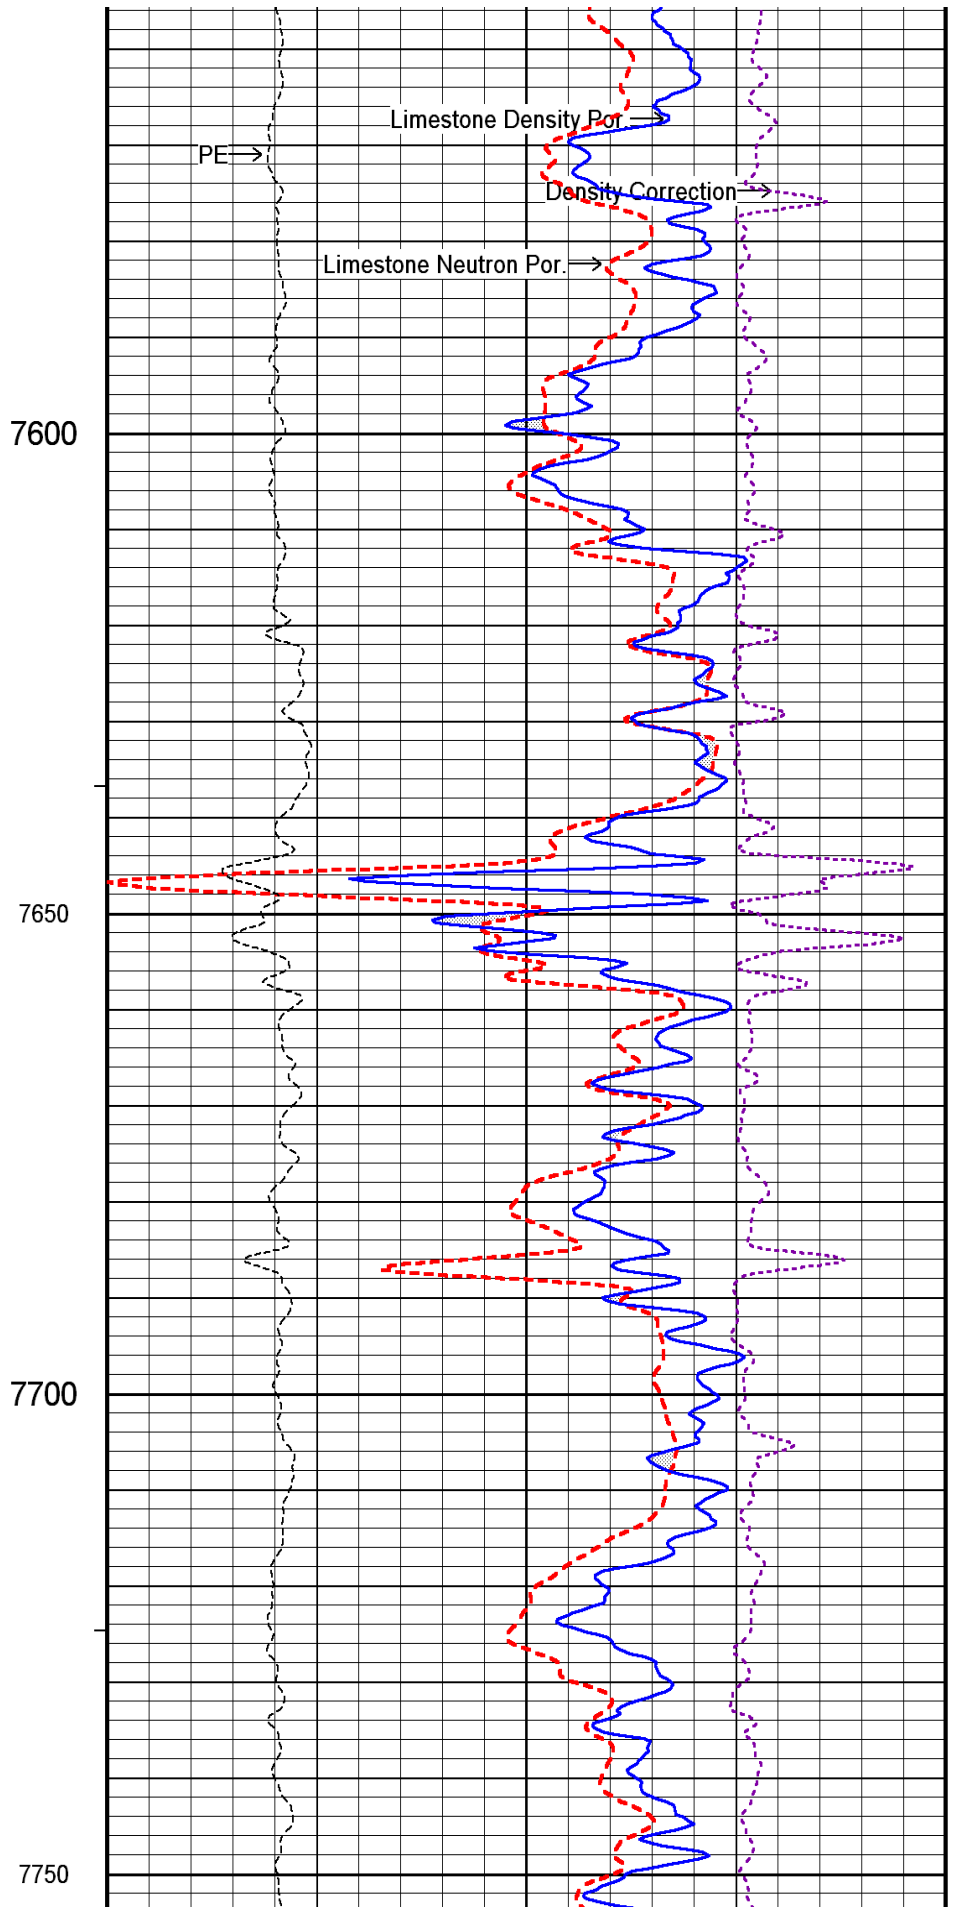 Limestone Density Por.
PE
Density Correction
Limestone Neutron Por.
7600
7650
7700
7750